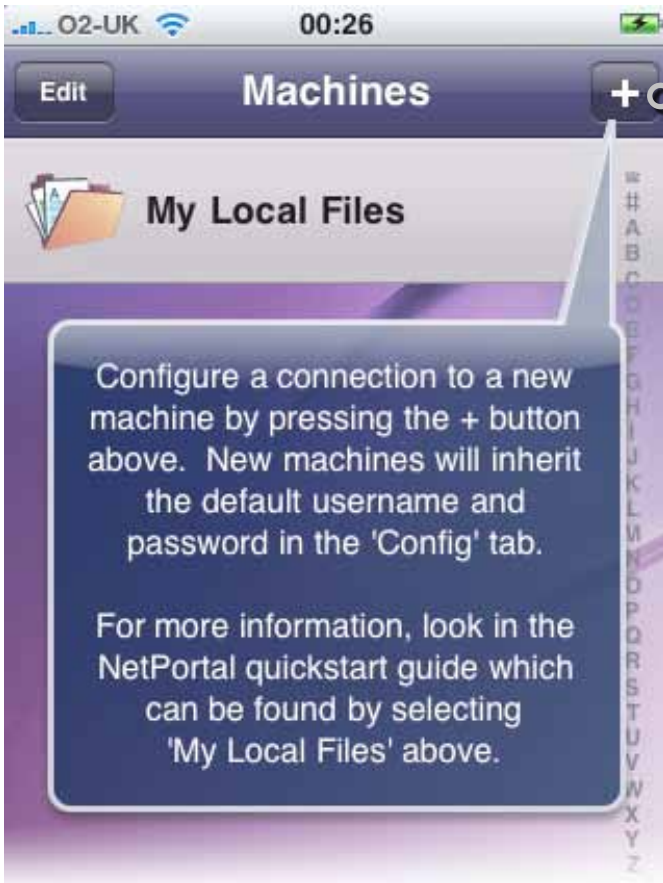 O2-UK 00:26
Edit Machines +
My Local Files
Configure a connection to a new
machine by pressing the + button
above. New machines will inherit
the default username and
password in the 'Config' tab.
For more information, look in the
NetPortal quickstart guide which
can be found by selecting
'My Local Files' above.
#
A
B
C
D
E
F
G
H
I
J
K
L
M
N
O
P
Q
R
S
T
U
V
W
X
Y
Z